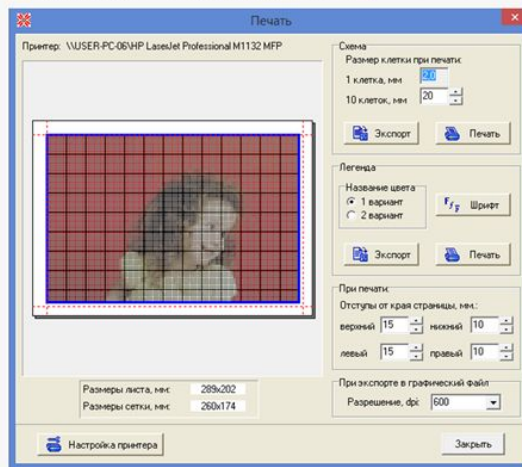 Печать
Принтер: \\USER-PC-06\HP LaserJet Professional M1132 MFP
Схема
Размер клетки при печати:
1 клетка, мм 2.0
10 клеток, мм 20
Экспорт Печать
Легенда
Название цвета
1 вариант
2 вариант
F F F Шрифт
Экспорт Печать
При печати:
Отступы от края страницы, мм.:
верхний 15 нижний 10
левый 15 правый 10
Размеры листа, мм: 289x202
Размеры сетки, мм: 260x174
При экспорте в графический файл
Разрешение, dpi: 600
Настройка принтера
Закрыть